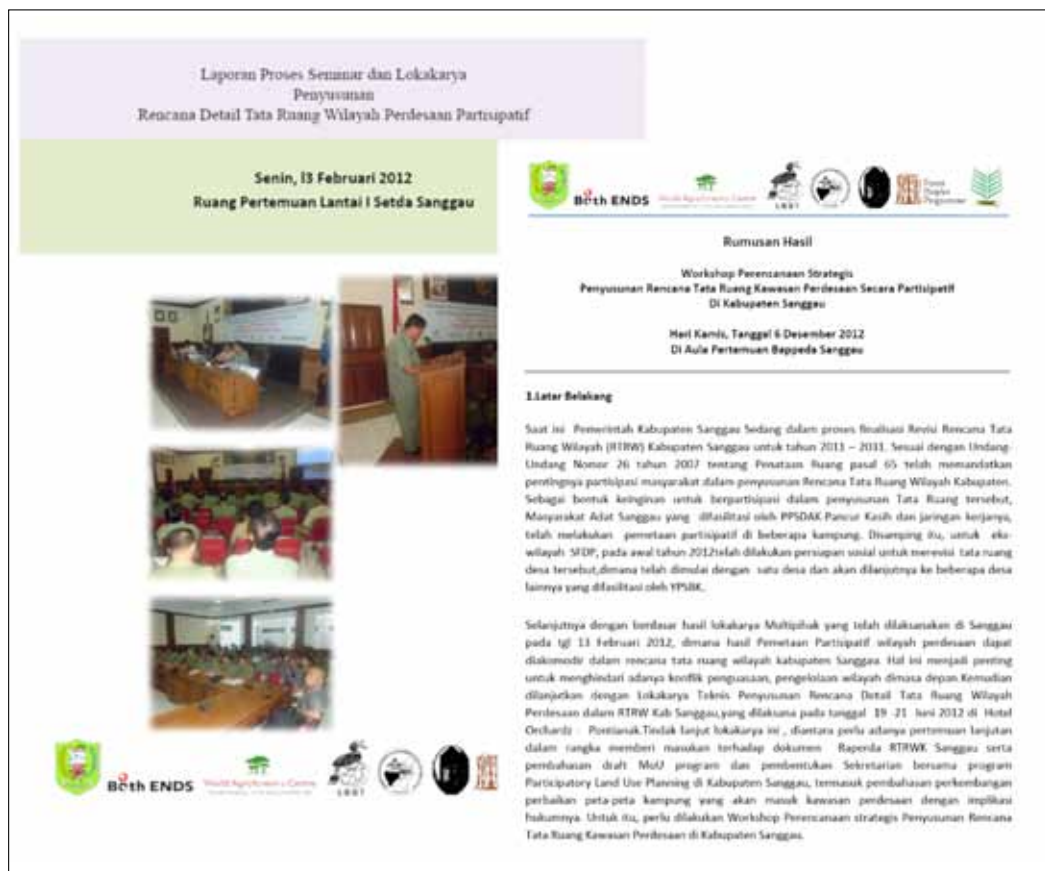 Laporan Proses Seminar dan Lokakarya
Penyusunan
Rencana Detail Tata Ruang Wilayah Perdesaan Partisipatif
Senin, 13 Februari 2012
Ruang Pertemuan Lantai I Setda Sanggau
Both ENDS
World Agroforestry Centre
LBBT
Both ENDS
World Agroforestry Centre
LBBT
Forest
Peoples
Programme
Rumusan Hasil
Workshop Perencanaan Strategis
Penyusunan Rencana Tata Ruang Kawasan Perdesaan Secara Partisipatif
Di Kabupaten Sanggau
Hari Kamis, Tanggal 6 Desember 2012
Di Aula Pertemuan Bappeda Sanggau
1.Latar Belakang
Saat ini Pemerintah Kabupaten Sanggau Sedang dalam proses finalisasi Revisi Rencana Tata
Ruang Wilayah (RTRW) Kabupaten Sanggau untuk tahun 2011 – 2031. Sesuai dengan Undang-
Undang Nomor 26 tahun 2007 tentang Penataan Ruang pasal 65 telah memandatkan
pentingnya partisipasi masyarakat dalam penyusunan Rencana Tata Ruang Wilayah Kabupaten.
Sebagai bentuk keinginan untuk berpartisipasi dalam penyusunan Tata Ruang tersebut,
Masyarakat Adat Sanggau yang difasilitasi oleh PPSDAK Pancur Kasih dan jaringan kerjanya,
telah melakukan pemetaan partisipatif di beberapa kampung. Disamping itu, untuk eks-
wilayah SFDP, pada awal tahun 2012telah dilakukan persiapan sosial untuk merevisi tata ruang
desa tersebut,dimana telah dimulai dengan satu desa dan akan dilanjutnya ke beberapa desa
lainnya yang difasilitasi oleh YPSBK.
Selanjutnya dengan berdasar hasil lokakarya Multipihak yang telah dilaksanakan di Sanggau
pada tgl 13 Februari 2012, dimana hasil Pemetaan Partisipatif wilayah perdesaan dapat
diakomodir dalam rencana tata ruang wilayah kabupaten Sanggau. Hal ini menjadi penting
untuk menghindari adanya konflik penguasaan, pengelolaan wilayah dimasa depan.Kemudian
dilanjutkan dengan Lokakarya Teknis Penyusunan Rencana Detail Tata Ruang Wilayah
Perdesaan dalam RTRW Kab Sanggau,yang dilaksana pada tanggal 19 -21 Juni 2012 di Hotel
Orchardz - Pontianak.Tindak lanjut lokakarya ini , diantara perlu adanya pertemuan lanjutan
dalam rangka memberi masukan terhadap dokumen Raperda RTRWK Sanggau serta
pembahasan draft MoU program dan pembentukan Sekretarian bersama program
Participatory Land Use Planning di Kabupaten Sanggau, termasuk pembahasan perkembangan
perbaikan peta-peta kampung yang akan masuk kawasan perdesaan dengan implikasi
hukumnya. Untuk itu, perlu dilakukan Workshop Perencanaan strategis Penyusunan Rencana
Tata Ruang Kawasan Perdesaan di Kabupaten Sanggau.